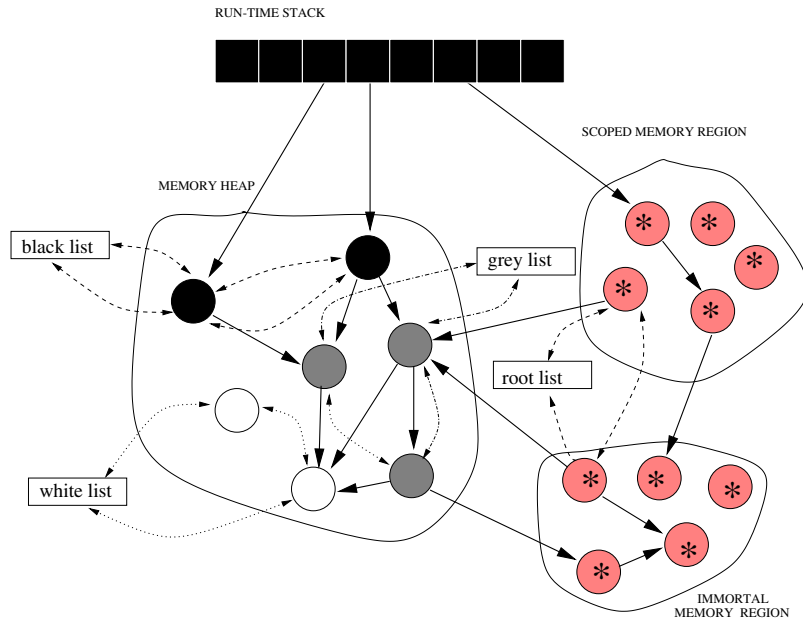 RUN-TIME STACK
SCOPED MEMORY REGION
MEMORY HEAP
black list
grey list
root list
white list
* * * * *
* * * * *
IMMORTAL
MEMORY REGION